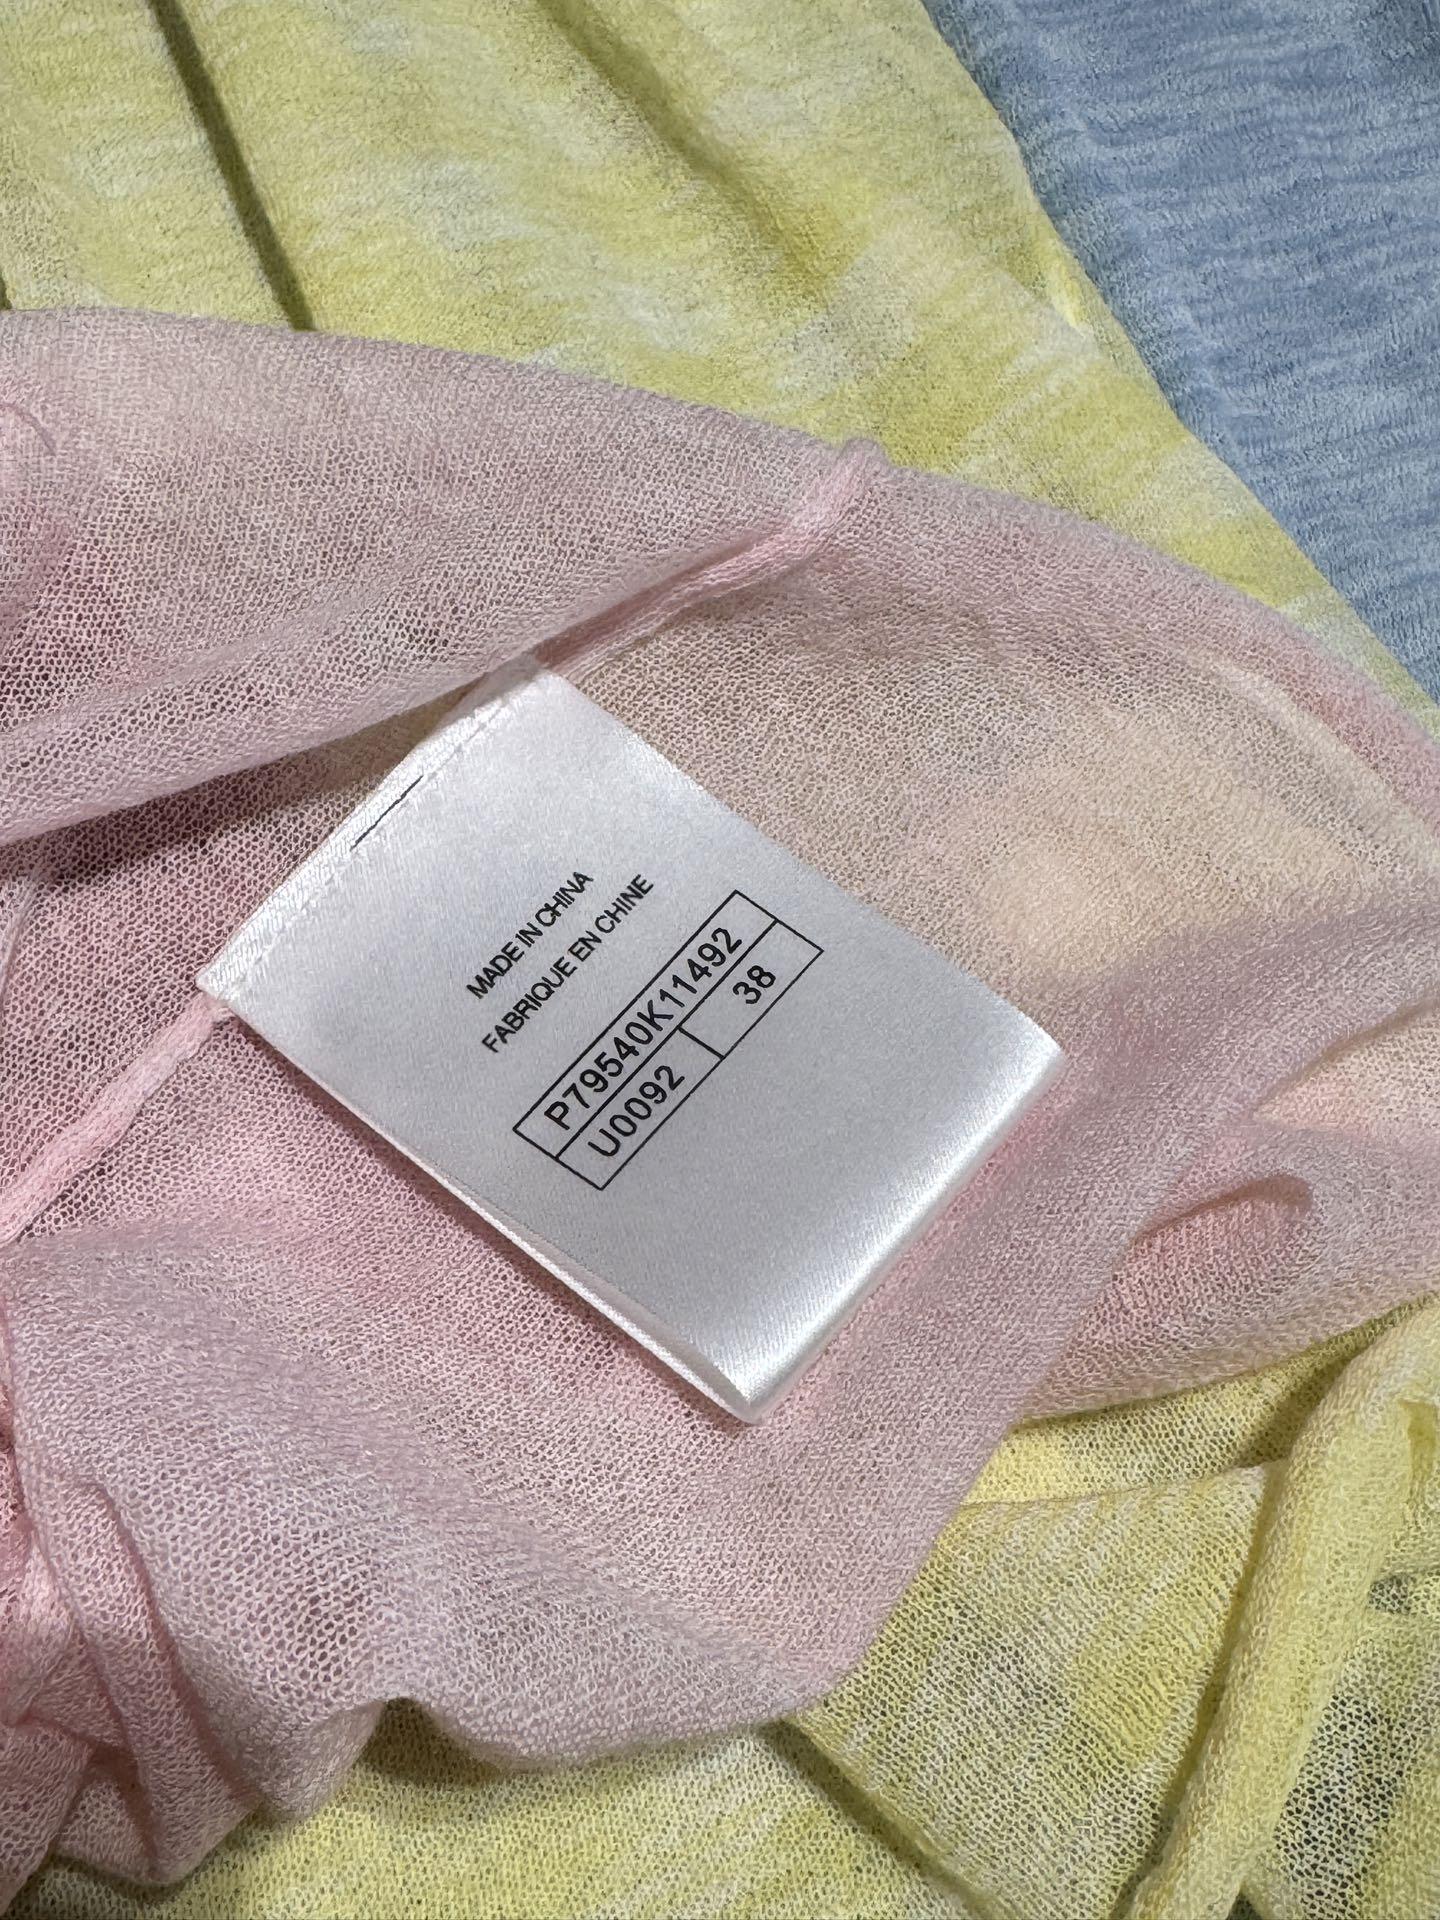 MADE IN CHINA
FABRIQUE EN CHINE
P79540K11492
U0092 38